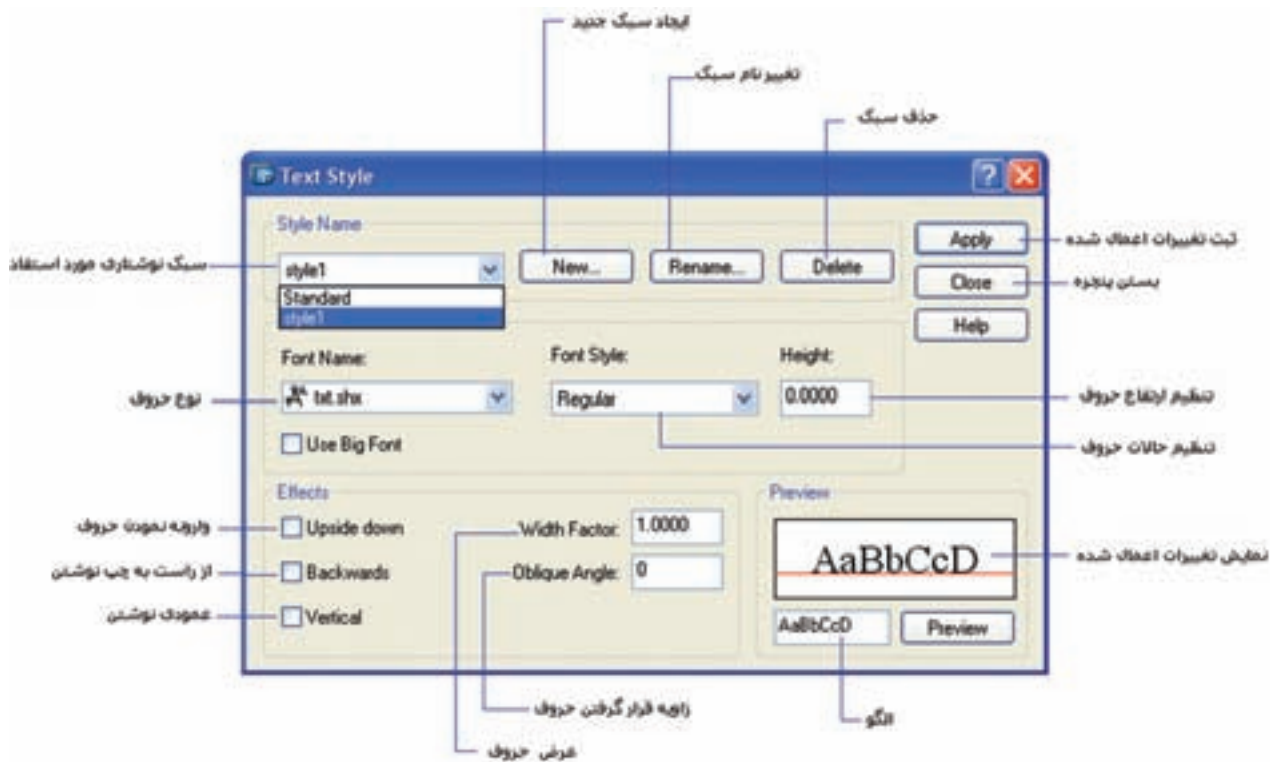 ایجاد سبک جدید
تغییر نام سبک
حذف سبک
Text Style
Style Name
style1
Standard
style1
New...
Rename...
Delete
Apply
Close
Help
سبک نوشتاری مورد استفاد
ثبت تغییرات اعمال شده
بستن پنجره
Font Name:
Font Style:
Height:
txt.shx
Regular
0.0000
نوع حروف
تنظیم ارتفاع حروف
Use Big Font
تنظیم حالات حروف
Effects
Preview
وارونه نمودن حروف
Upside down
Width Factor:
1.0000
AaBbCcD
نمایش تغییرات اعمال شده
از راست به چپ نوشتن
Backwards
Oblique Angle:
0
عمودی نوشتن
Vertical
AaBbCcD
Preview
زاویه قرار گرفتن حروف
الگو
عرض حروف